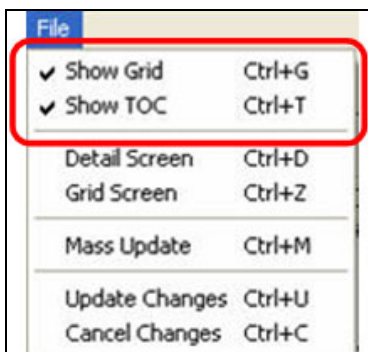 File
✓ Show Grid Ctrl+G
✓ Show TOC Ctrl+T
Detail Screen Ctrl+D
Grid Screen Ctrl+Z
Mass Update Ctrl+M
Update Changes Ctrl+U
Cancel Changes Ctrl+C